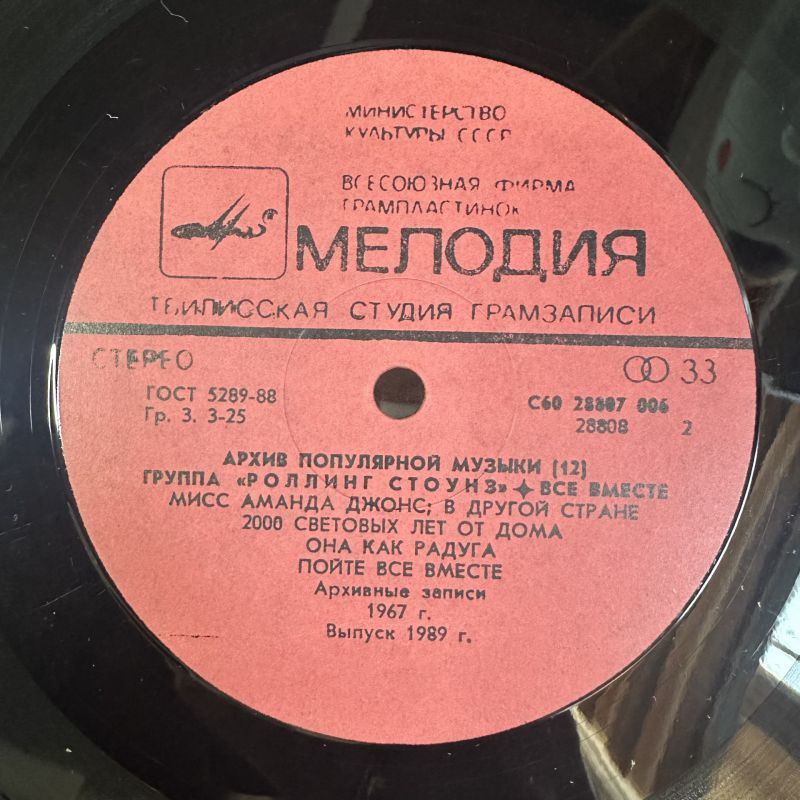 МИНИСТЕРСТВО
КУЛЬТУРЫ СССР
ВСЕСОЮЗНАЯ ФИРМА
ГРАМПЛАСТИНОК
МЕЛОДИЯ
ТБИЛИССКАЯ СТУДИЯ ГРАМЗАПИСИ
СТЕРЕО
33
ГОСТ 5289-88
Гр. 3. 3-25
С60 28807 006
28808 2
АРХИВ ПОПУЛЯРНОЙ МУЗЫКИ (12)
ГРУППА «РОЛЛИНГ СТОУНЗ» ✦ ВСЕ ВМЕСТЕ
МИСС АМАНДА ДЖОНС; В ДРУГОЙ СТРАНЕ
2000 СВЕТОВЫХ ЛЕТ ОТ ДОМА
ОНА КАК РАДУГА
ПОЙТЕ ВСЕ ВМЕСТЕ
Архивные записи
1967 г.
Выпуск 1989 г.